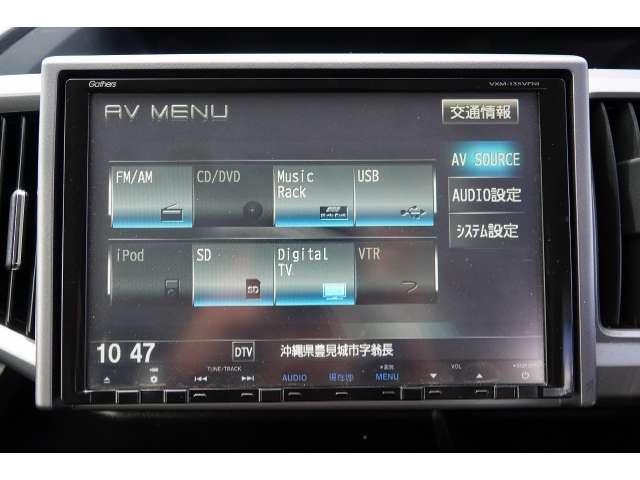 Gathers VXM-135VFNi
AV MENU 交通情報
AV SOURCE
FM/AM CD/DVD Music Rack USB
AUDIO設定
システム設定
iPod SD Digital TV VTR
SD
10 47 DTV 沖縄県豊見城市字翁長
TUNE/TRACK VOL
AUDIO 現在地 MENU